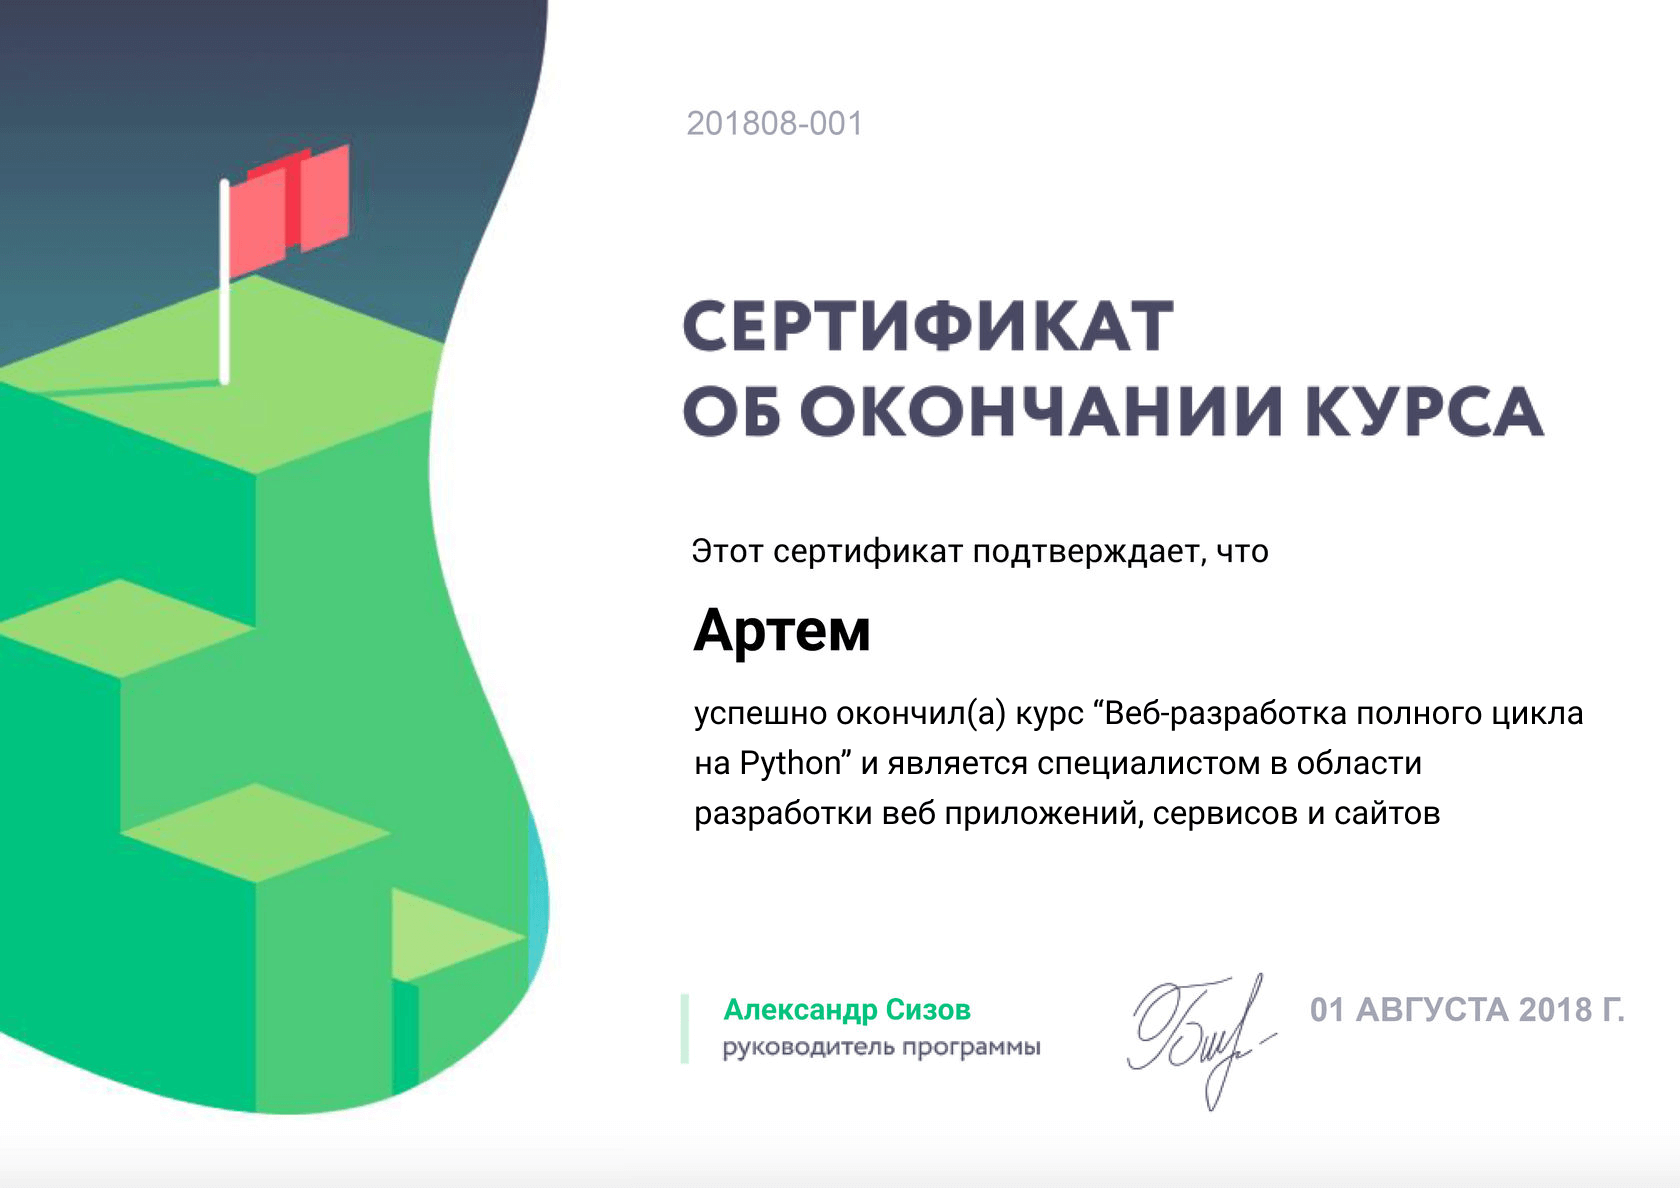 201808-001
СЕРТИФИКАТ
ОБ ОКОНЧАНИИ КУРСА
Этот сертификат подтверждает, что
Артем
успешно окончил(а) курс “Веб-разработка полного цикла
на Python” и является специалистом в области
разработки веб приложений, сервисов и сайтов
Александр Сизов
руководитель программы
01 АВГУСТА 2018 Г.